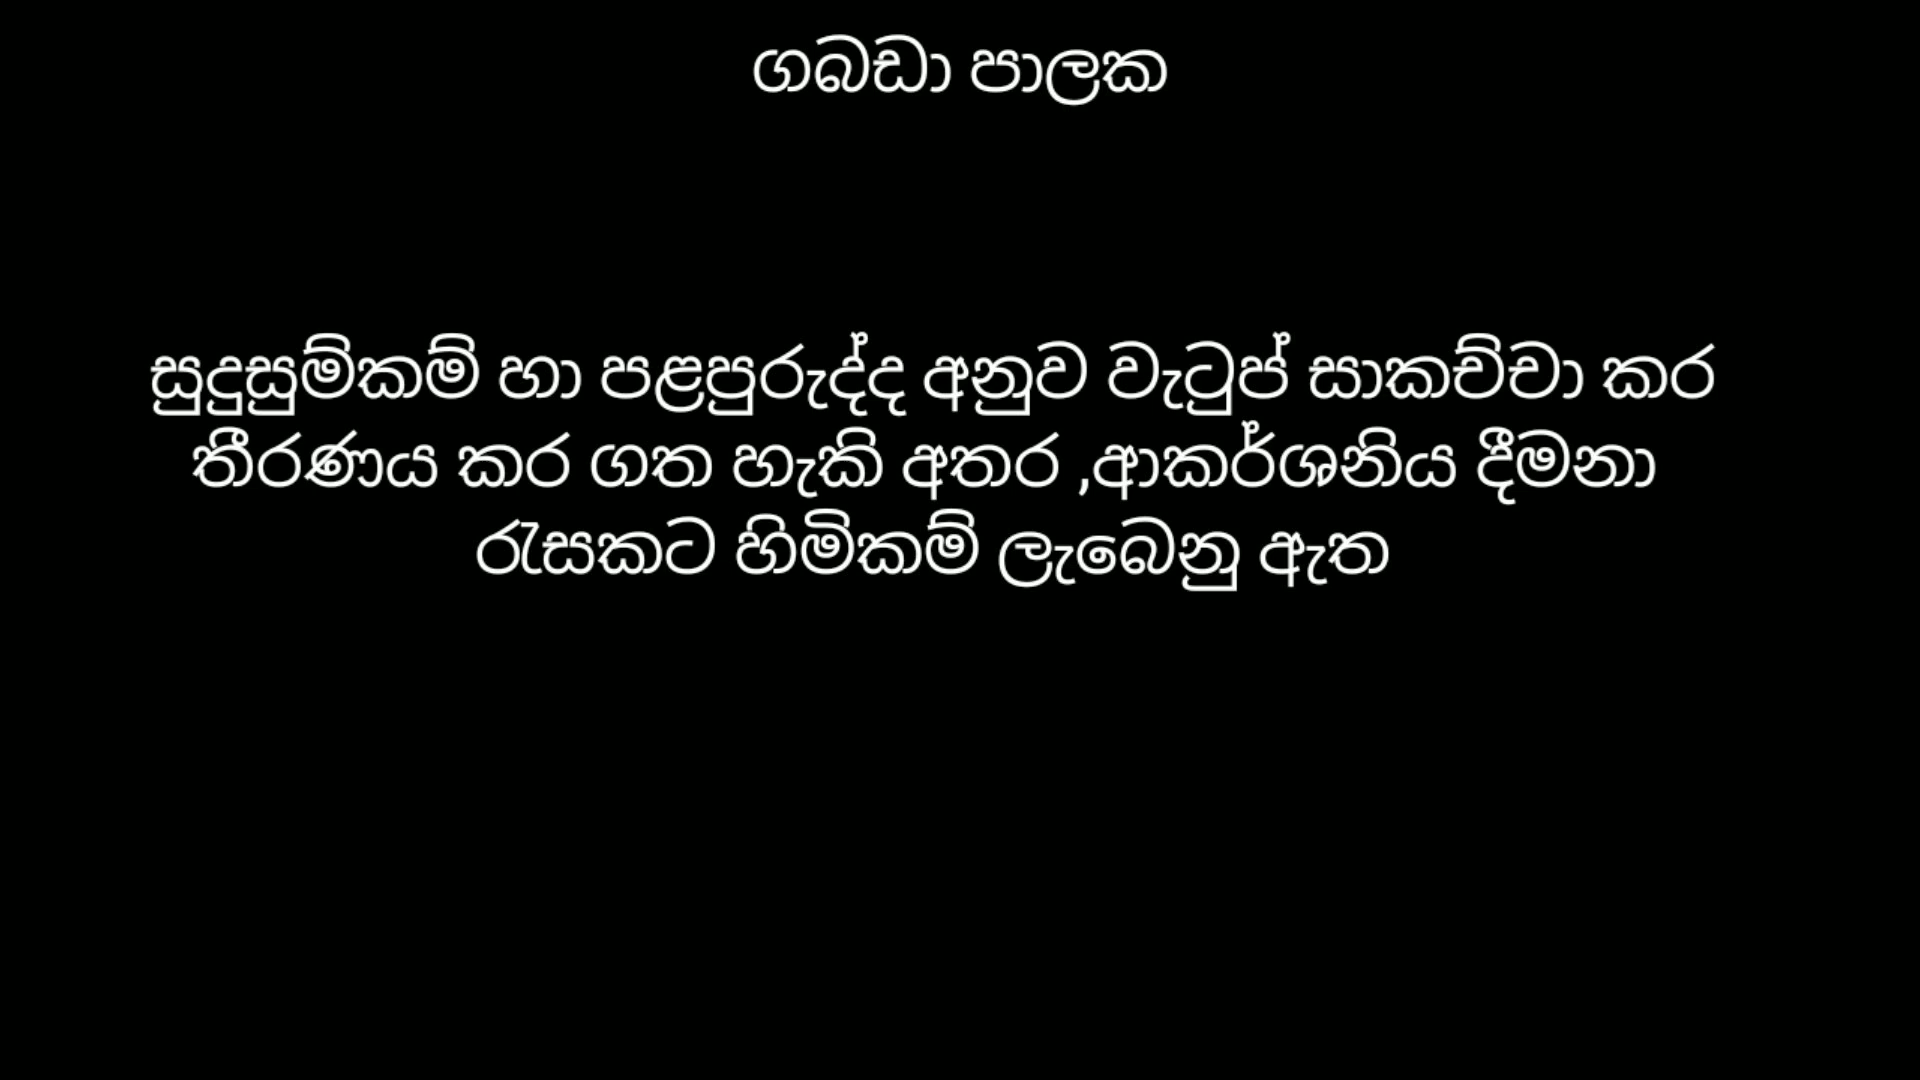 ගබඩා පාලක
සුදුසුම්කම් හා පළපුරුද්ද අනුව වැටුප් සාකච්චා කර
තීරණය කර ගත හැකි අතර ,ආකර්ශනිය දීමනා
රැසකට හිමිකම් ලැබෙනු ඇත